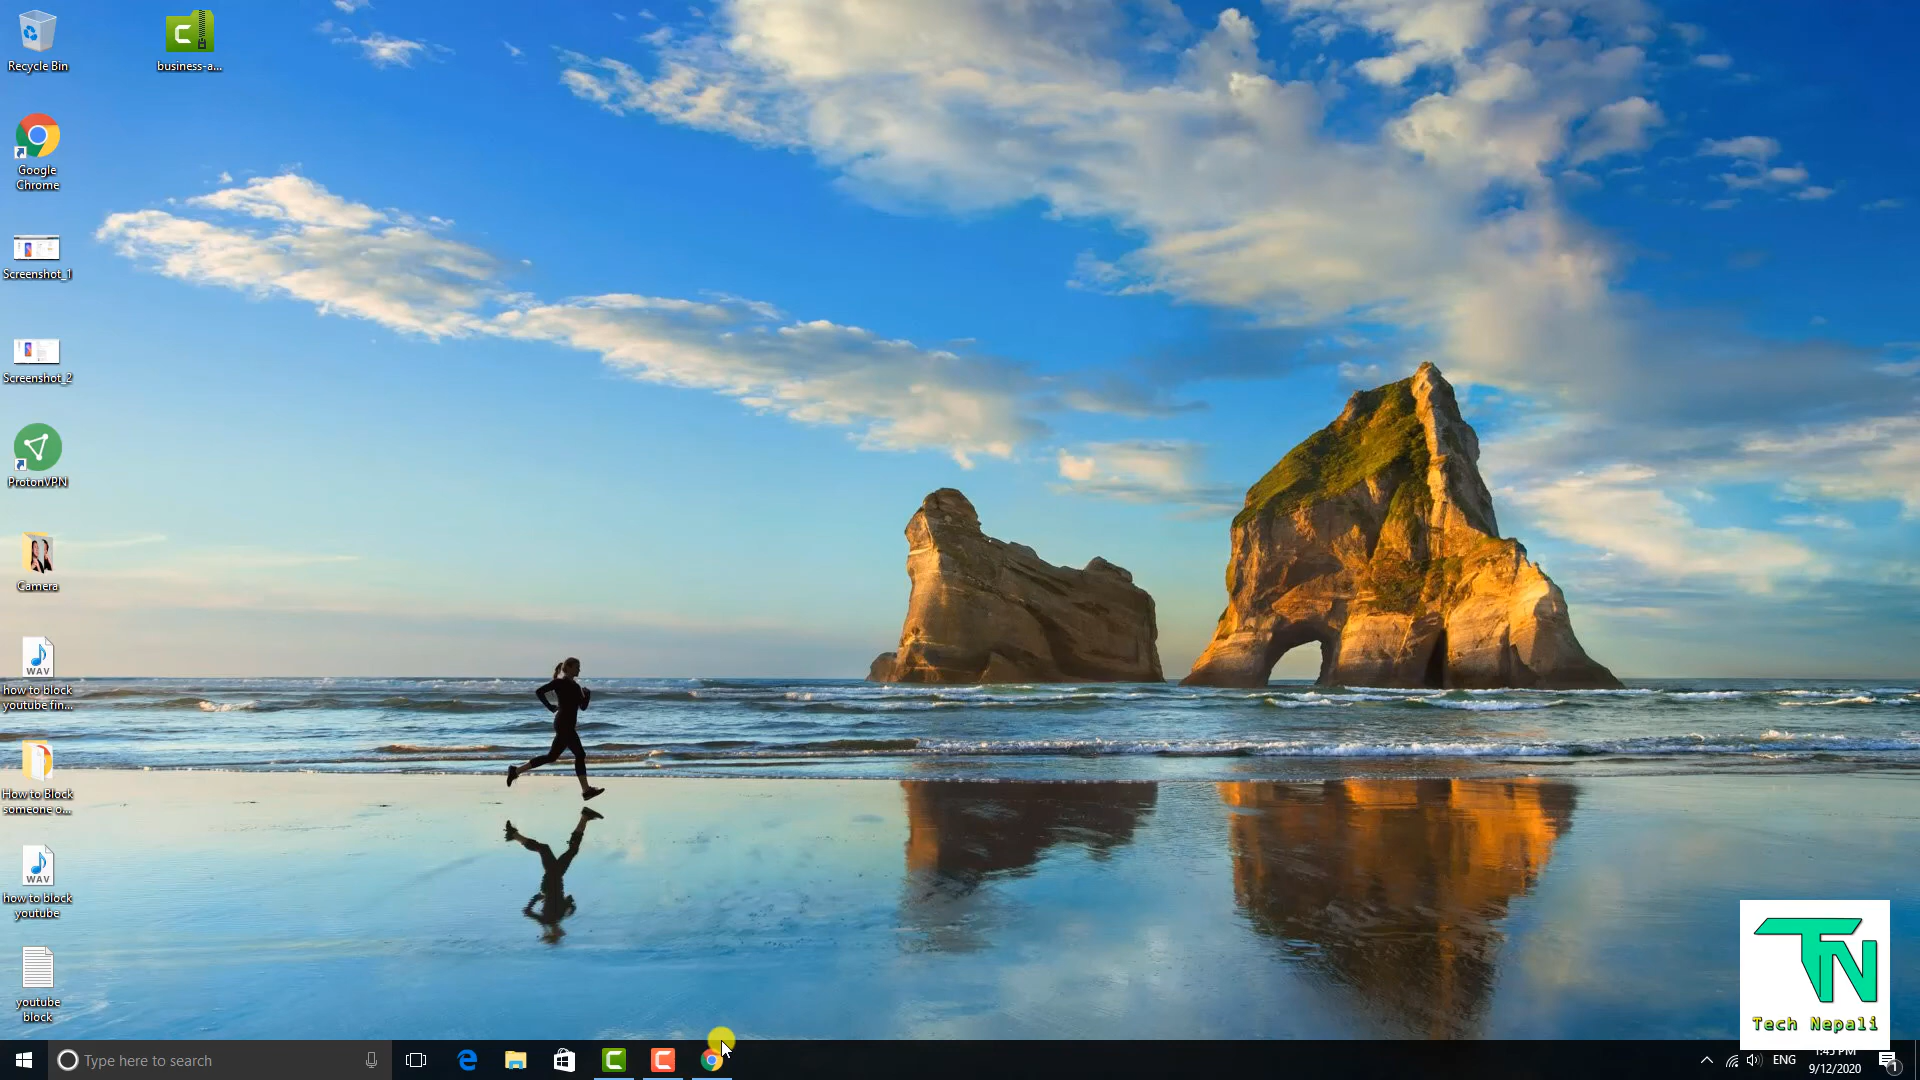 Recycle Bin
business-a...
Google
Chrome
Screenshot_1
Screenshot_2
ProtonVPN
Camera
WAV
how to block
youtube fin...
How to Block
someone o...
WAV
how to block
youtube
youtube
block
TN
Tech Nepali
Type here to search
ENG
1:45 PM
9/12/2020
1